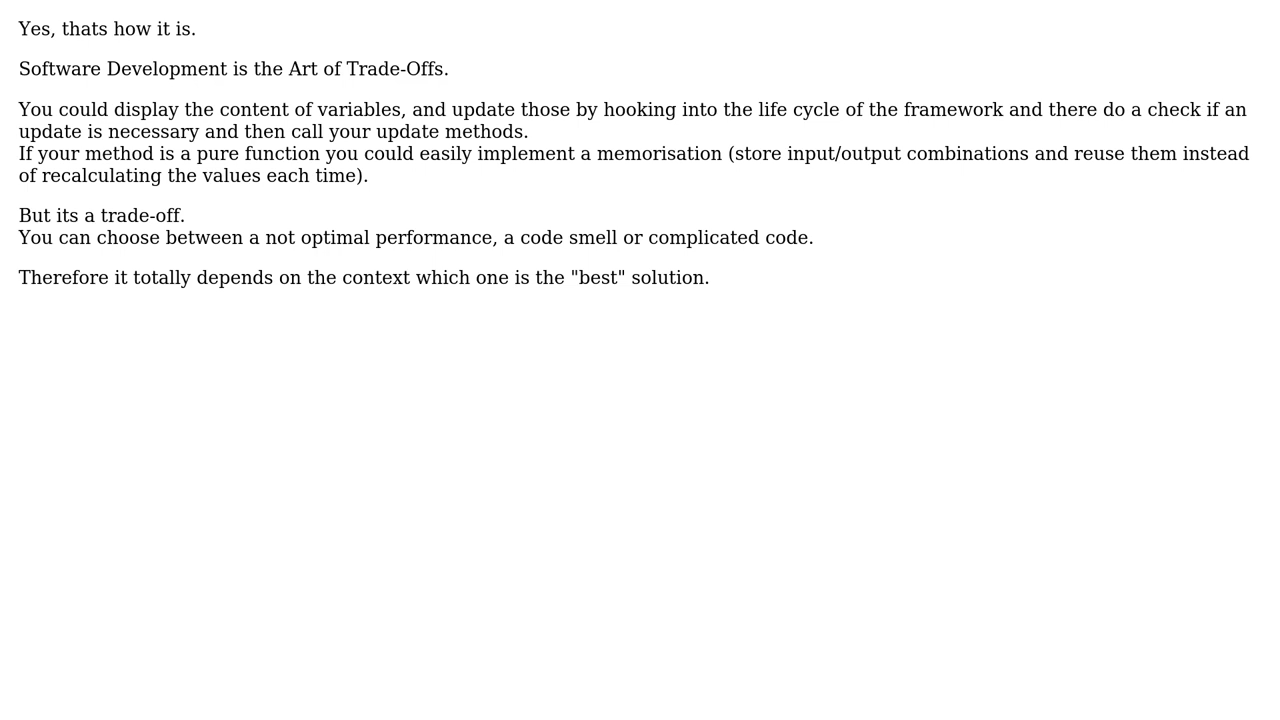 Yes, thats how it is.
Software Development is the Art of Trade-Offs.
You could display the content of variables, and update those by hooking into the life cycle of the framework and there do a check if an
update is necessary and then call your update methods.
If your method is a pure function you could easily implement a memorisation (store input/output combinations and reuse them instead
of recalculating the values each time).
But its a trade-off.
You can choose between a not optimal performance, a code smell or complicated code.
Therefore it totally depends on the context which one is the "best" solution.